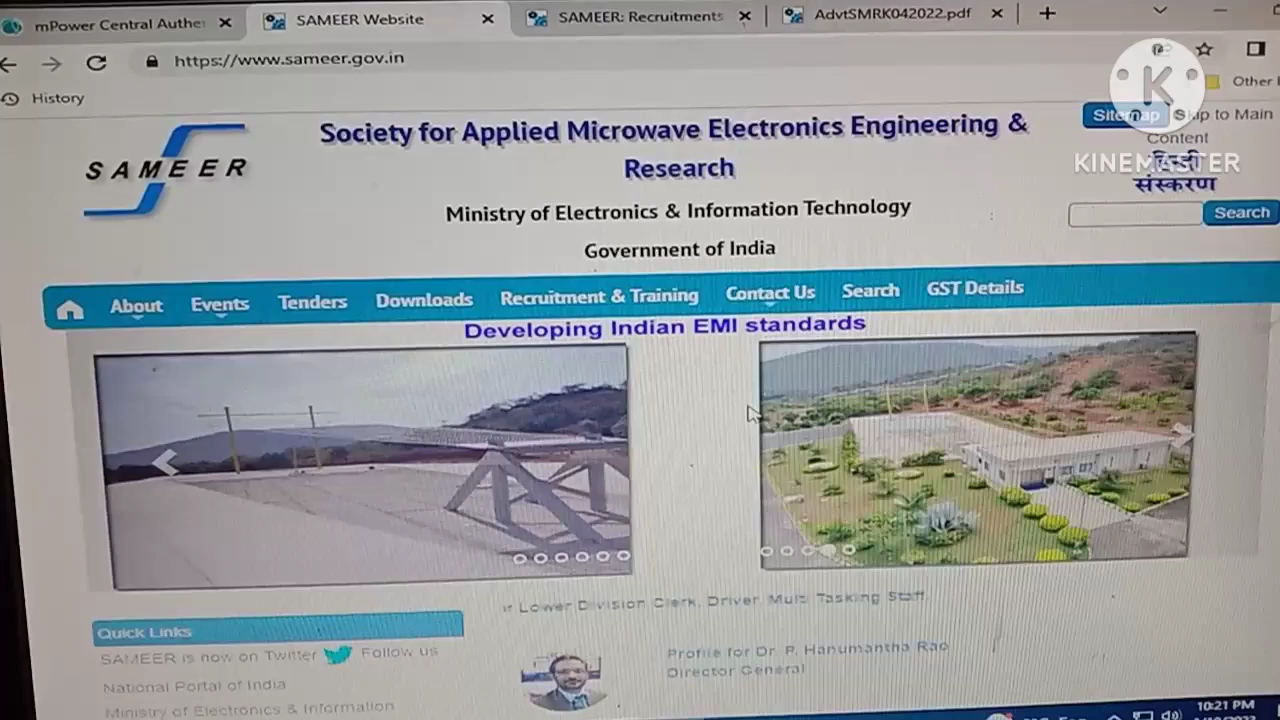 mPower Central Authe
SAMEER Website
SAMEER: Recruitments
AdvtSMRK042022.pdf
https://www.sameer.gov.in
Other
History
SAMEER
Society for Applied Microwave Electronics Engineering &
Research
Ministry of Electronics & Information Technology
Government of India
Sitemap
Skip to Main
Content
KINEMASTER
हिन्दी
संस्करण
Search
About
Events
Tenders
Downloads
Recruitment & Training
Contact Us
Search
GST Details
Developing Indian EMI standards
Lower Division Clerk, Driver, Multi Tasking Staff.
Quick Links
SAMEER is now on Twitter Follow us
National Portal of India
Ministry of Electronics & Information
Profile for Dr. P. Hanumantha Rao
Director General
10:21 PM